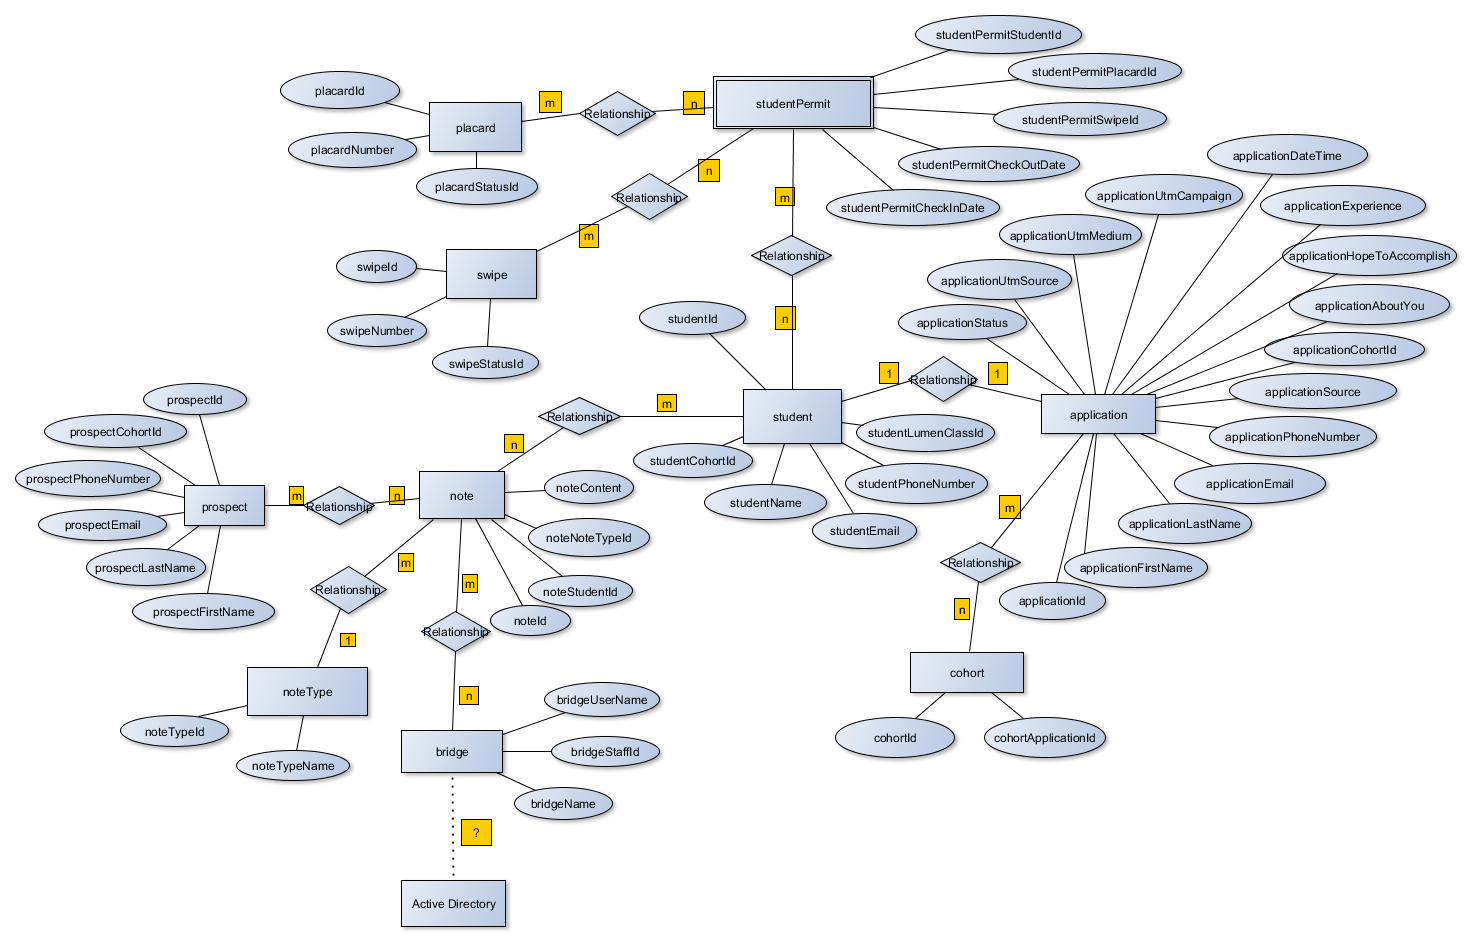 studentPermitStudentId
studentPermitPlacardId
placardId
m
Relationship
n
studentPermit
placard
studentPermitSwipeId
placardNumber
studentPermitCheckOutDate
applicationDateTime
n
placardStatusId
Relationship
m
studentPermitCheckInDate
applicationUtmCampaign
applicationExperience
m
applicationUtmMedium
Relationship
applicationHopeToAccomplish
swipeId
swipe
applicationUtmSource
applicationAboutYou
studentId
n
applicationStatus
swipeNumber
applicationCohortId
swipeStatusId
1
Relationship
1
applicationSource
prospectId
m
Relationship
student
application
prospectCohortId
studentLumenClassId
applicationPhoneNumber
n
studentCohortId
prospectPhoneNumber
studentPhoneNumber
applicationEmail
noteContent
m
n
note
prospect
Relationship
studentName
m
prospectEmail
studentEmail
applicationLastName
noteNoteTypeId
m
Relationship
prospectLastName
applicationFirstName
m
Relationship
noteStudentId
applicationId
n
prospectFirstName
noteId
Relationship
1
cohort
noteType
n
bridgeUserName
noteTypeId
cohortId
cohortApplicationId
bridge
bridgeStaffId
noteTypeName
bridgeName
?
Active Directory